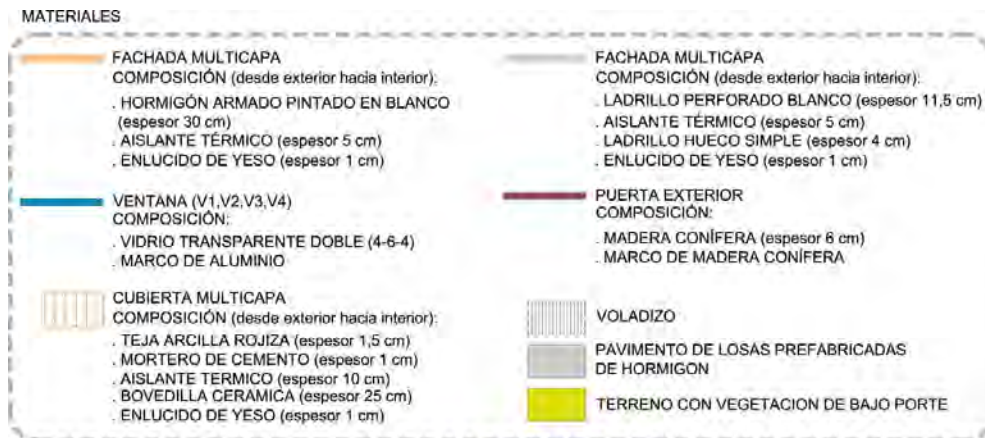 MATERIALES
FACHADA MULTICAPA
COMPOSICIÓN (desde exterior hacia interior):
. HORMIGÓN ARMADO PINTADO EN BLANCO
(espesor 30 cm)
. AISLANTE TÉRMICO (espesor 5 cm)
. ENLUCIDO DE YESO (espesor 1 cm)
VENTANA (V1,V2,V3,V4)
COMPOSICIÓN:
. VIDRIO TRANSPARENTE DOBLE (4-6-4)
. MARCO DE ALUMINIO
CUBIERTA MULTICAPA
COMPOSICIÓN (desde exterior hacia interior):
. TEJA ARCILLA ROJIZA (espesor 1,5 cm)
. MORTERO DE CEMENTO (espesor 1 cm)
. AISLANTE TERMICO (espesor 10 cm)
. BOVEDILLA CERAMICA (espesor 25 cm)
. ENLUCIDO DE YESO (espesor 1 cm)
FACHADA MULTICAPA
COMPOSICIÓN (desde exterior hacia interior):
. LADRILLO PERFORADO BLANCO (espesor 11,5 cm)
. AISLANTE TÉRMICO (espesor 5 cm)
. LADRILLO HUECO SIMPLE (espesor 4 cm)
. ENLUCIDO DE YESO (espesor 1 cm)
PUERTA EXTERIOR
COMPOSICIÓN:
. MADERA CONÍFERA (espesor 6 cm)
. MARCO DE MADERA CONÍFERA
VOLADIZO
PAVIMENTO DE LOSAS PREFABRICADAS
DE HORMIGON
TERRENO CON VEGETACION DE BAJO PORTE